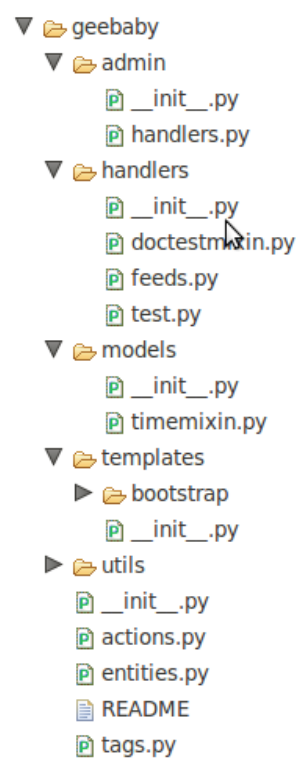 geebaby
admin
__init__.py
handlers.py
handlers
__init__.py
doctestmixin.py
feeds.py
test.py
models
__init__.py
timemixin.py
templates
bootstrap
__init__.py
utils
__init__.py
actions.py
entities.py
README
tags.py